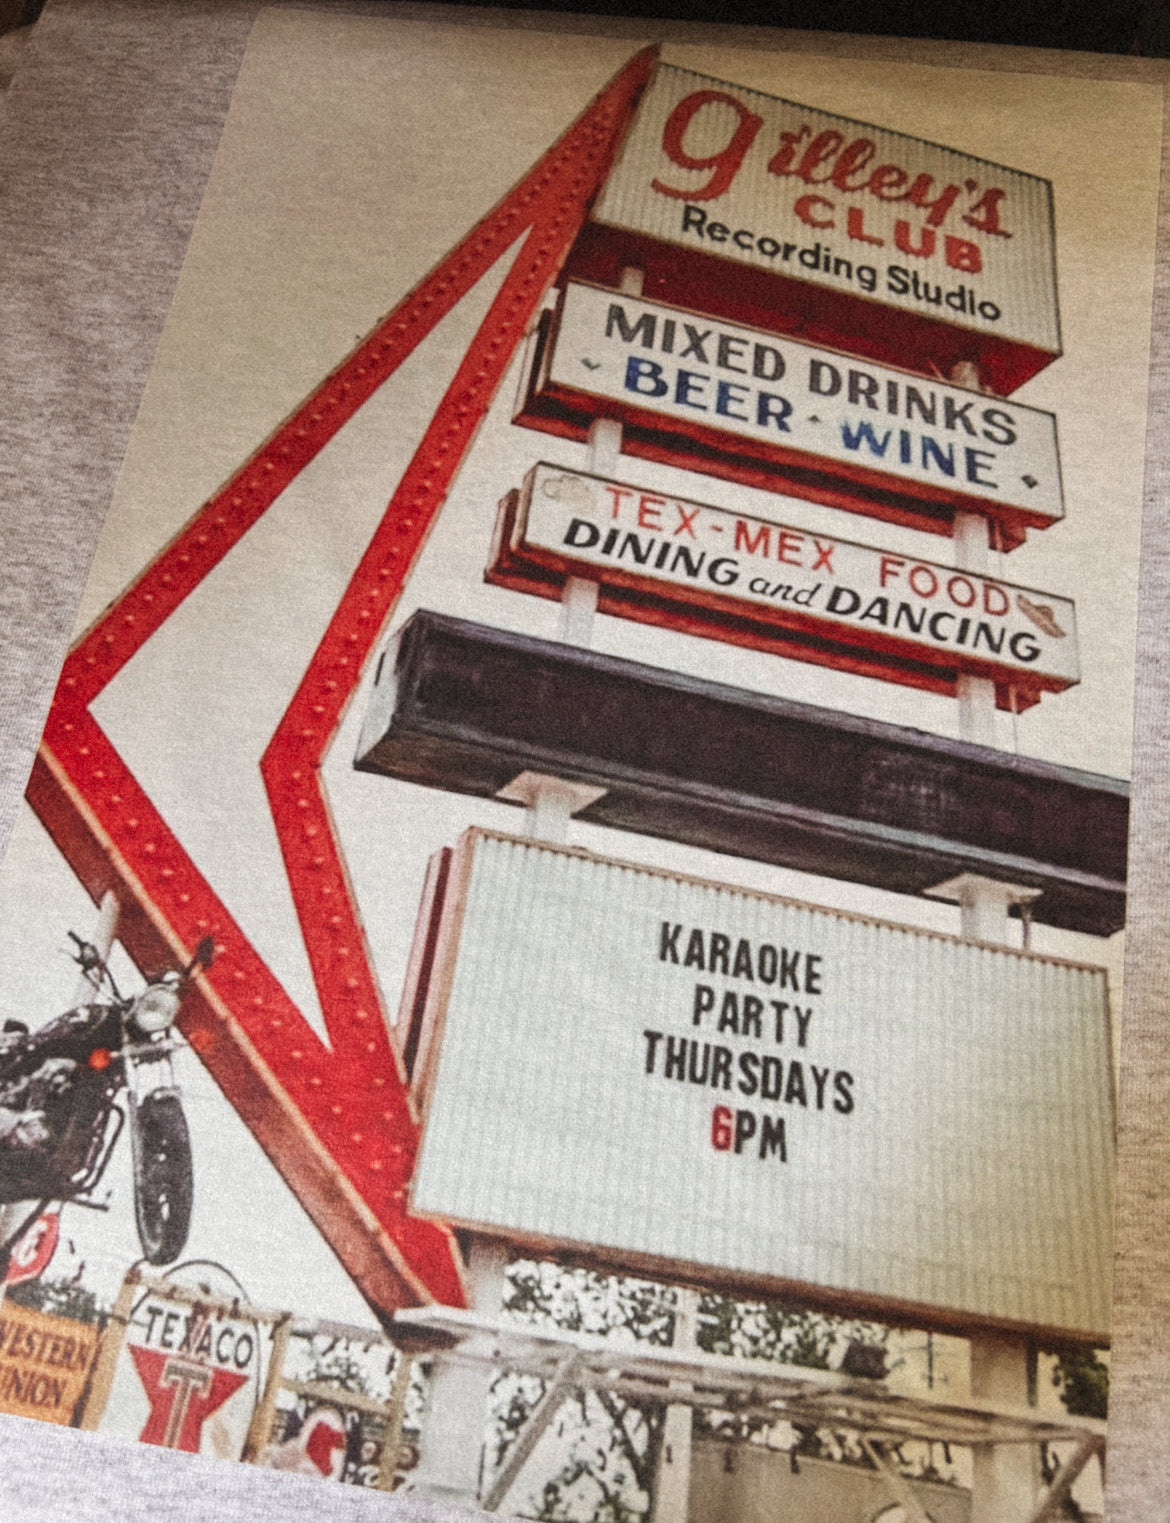 gilley's
CLUB
Recording Studio
MIXED DRINKS
BEER WINE
TEX-MEX FOOD
DINING and DANCING
KARAOKE
PARTY
THURSDAYS
6PM
TEXACO
T
WESTERN
UNION